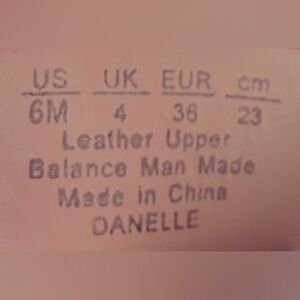 US UK EUR cm
6M 4 36 23
Leather Upper
Balance Man Made
Made in China
DANELLE